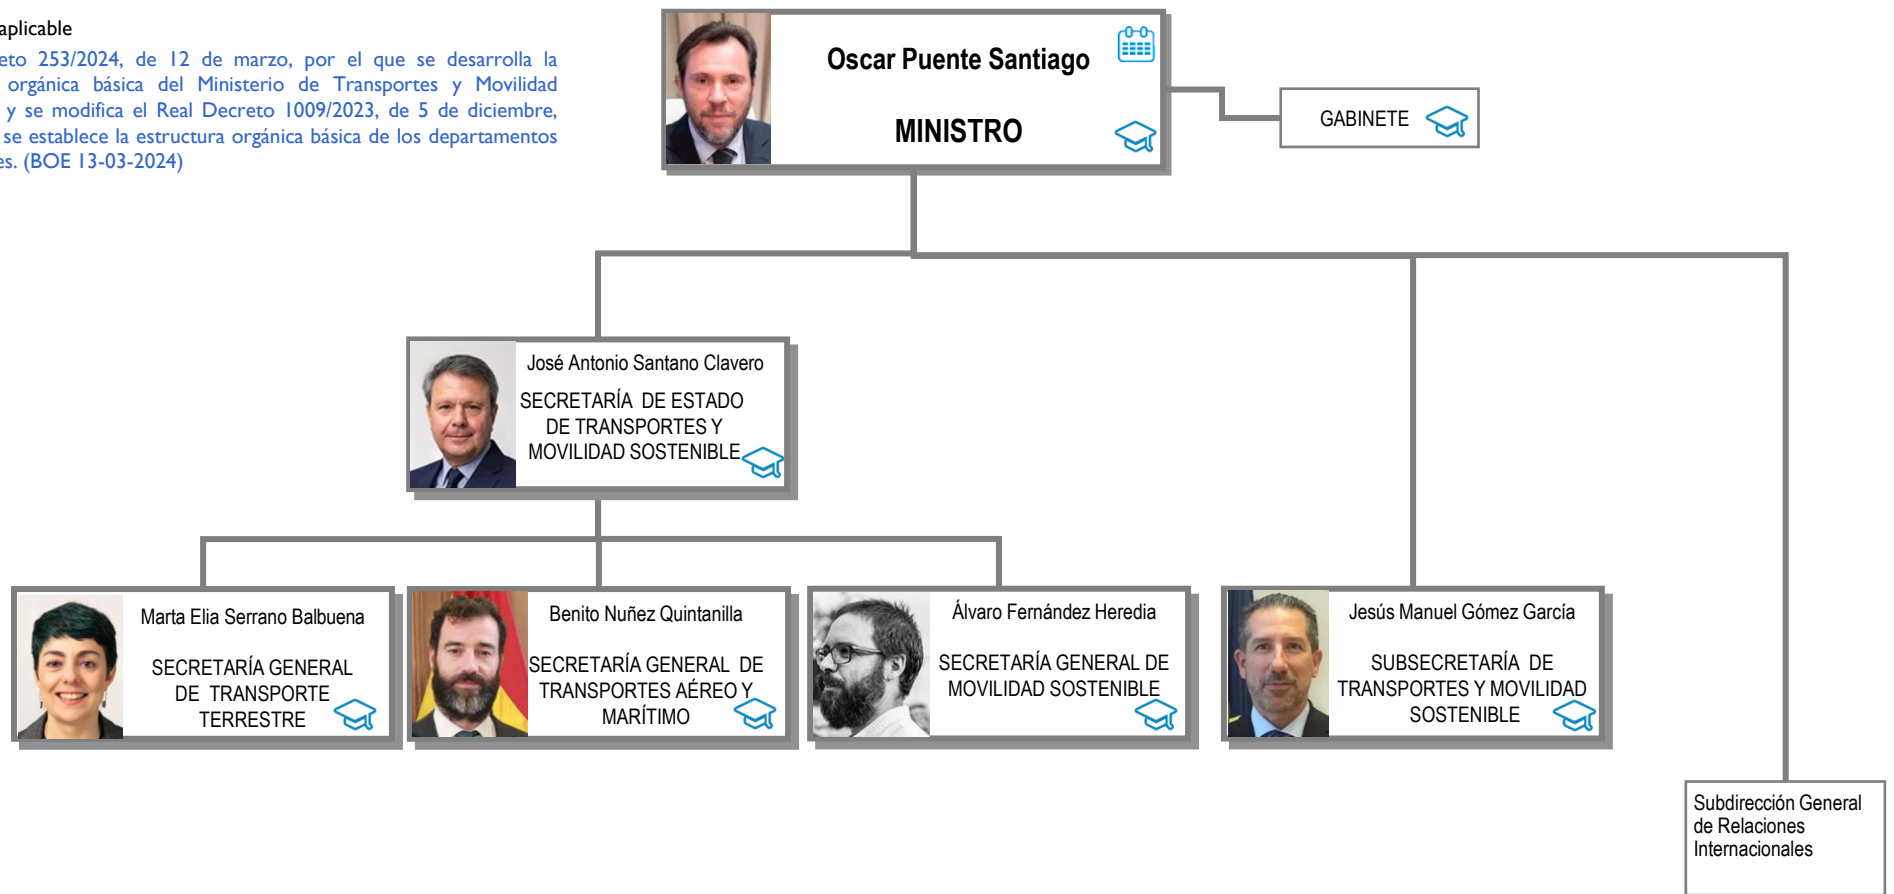 aplicable
eto 253/2024, de 12 de marzo, por el que se desarrolla la
orgánica básica del Ministerio de Transportes y Movilidad
y se modifica el Real Decreto 1009/2023, de 5 de diciembre,
se establece la estructura orgánica básica de los departamentos
es. (BOE 13-03-2024)
Oscar Puente Santiago
MINISTRO
GABINETE
José Antonio Santano Clavero
SECRETARÍA DE ESTADO
DE TRANSPORTES Y
MOVILIDAD SOSTENIBLE
Marta Elia Serrano Balbuena
SECRETARÍA GENERAL
DE TRANSPORTE
TERRESTRE
Benito Nuñez Quintanilla
SECRETARÍA GENERAL DE
TRANSPORTES AÉREO Y
MARÍTIMO
Álvaro Fernández Heredia
SECRETARÍA GENERAL DE
MOVILIDAD SOSTENIBLE
Jesús Manuel Gómez García
SUBSECRETARÍA DE
TRANSPORTES Y MOVILIDAD
SOSTENIBLE
Subdirección General
de Relaciones
Internacionales